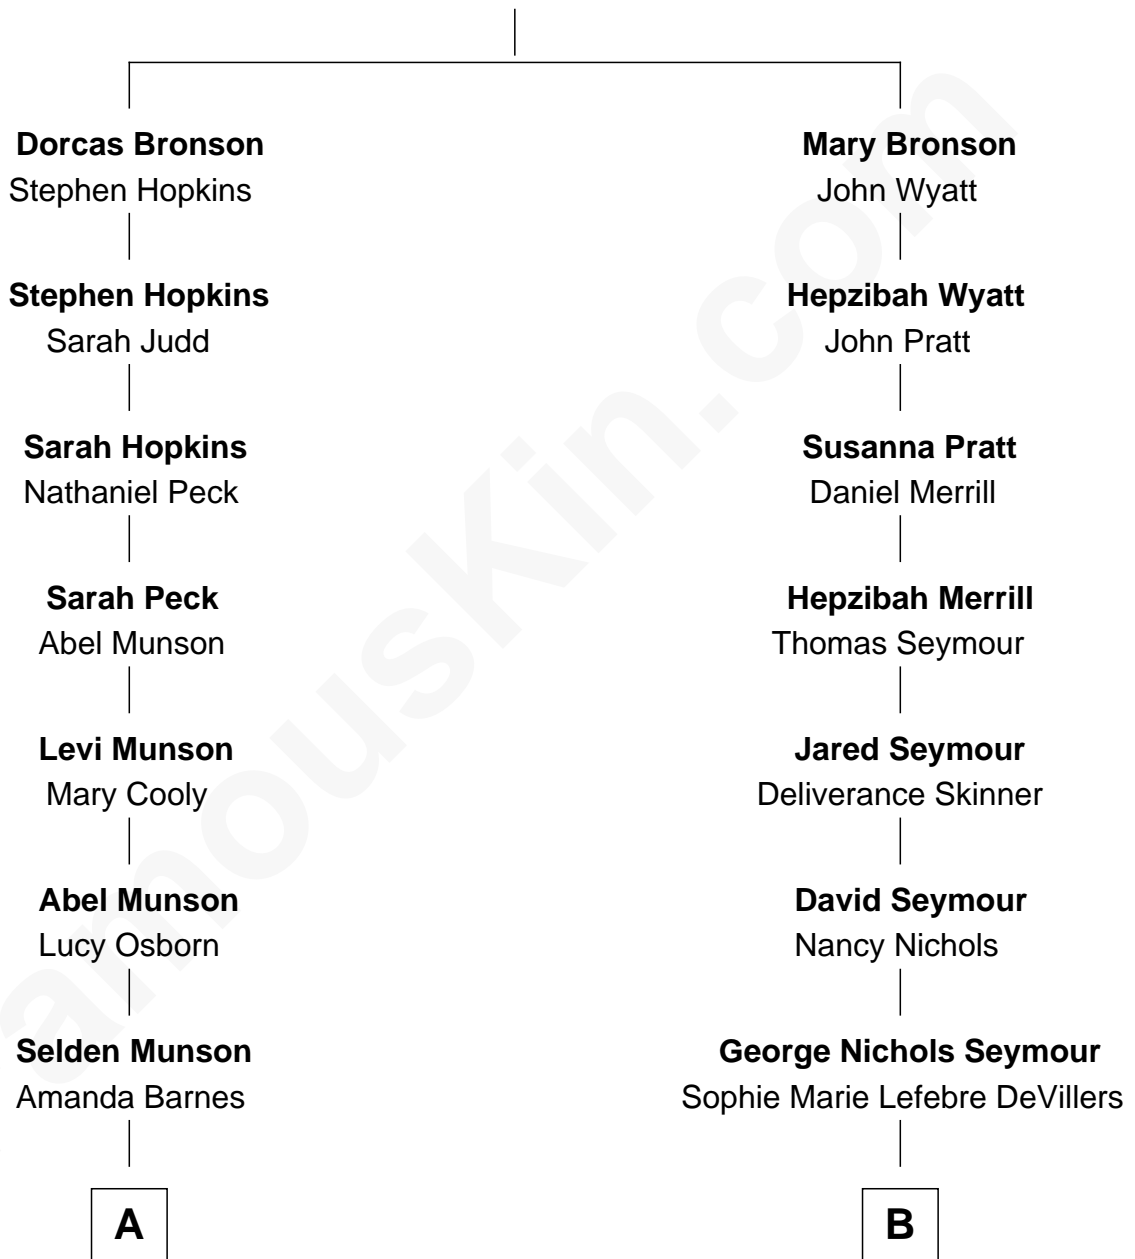 Dorcas Bronson
Stephen Hopkins
Stephen Hopkins
Sarah Judd
Sarah Hopkins
Nathaniel Peck
Sarah Peck
Abel Munson
Levi Munson
Mary Cooly
Abel Munson
Lucy Osborn
Selden Munson
Amanda Barnes
A
Mary Bronson
John Wyatt
Hepzibah Wyatt
John Pratt
Susanna Pratt
Daniel Merrill
Hepzibah Merrill
Thomas Seymour
Jared Seymour
Deliverance Skinner
David Seymour
Nancy Nichols
George Nichols Seymour
Sophie Marie Lefebre DeVillers
B
amouskin.com